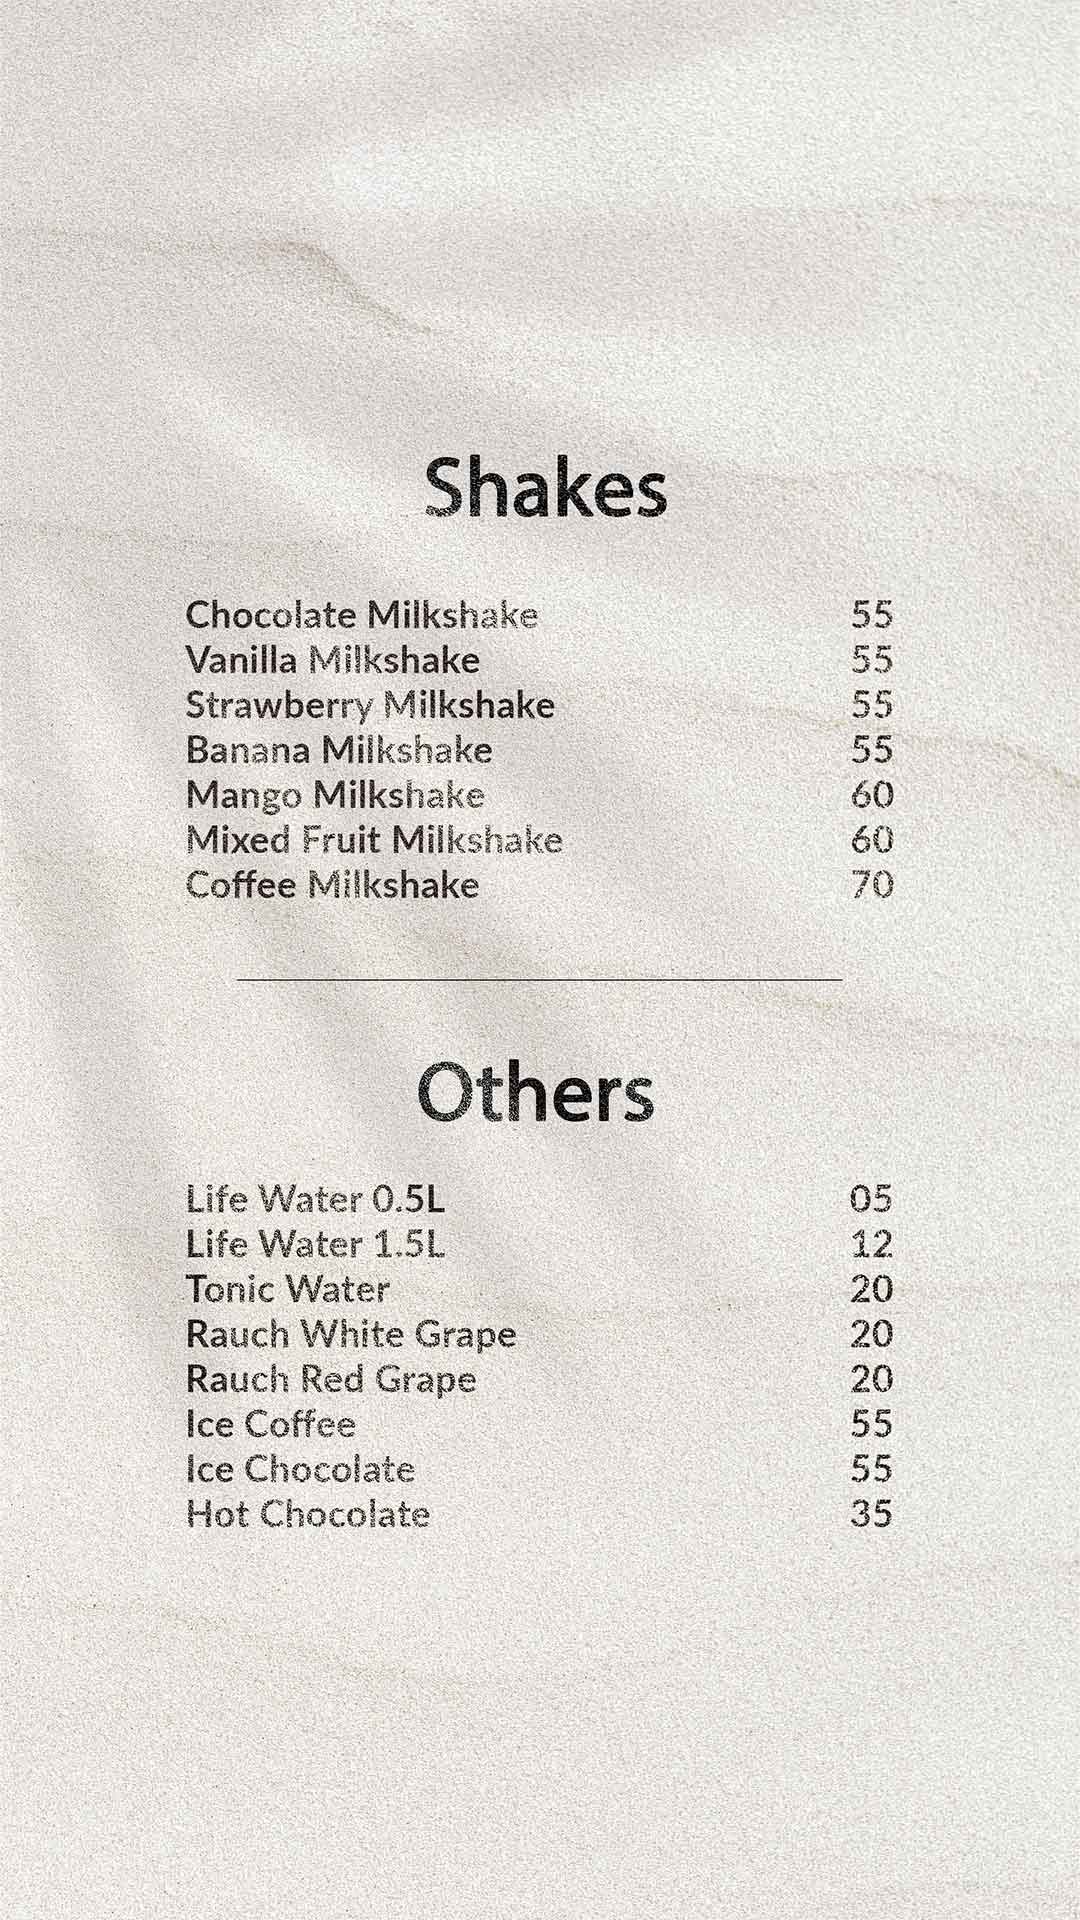 Shakes
Chocolate Milkshake 55
Vanilla Milkshake 55
Strawberry Milkshake 55
Banana Milkshake 55
Mango Milkshake 60
Mixed Fruit Milkshake 60
Coffee Milkshake 70
Others
Life Water 0.5L 05
Life Water 1.5L 12
Tonic Water 20
Rauch White Grape 20
Rauch Red Grape 20
Ice Coffee 55
Ice Chocolate 55
Hot Chocolate 35